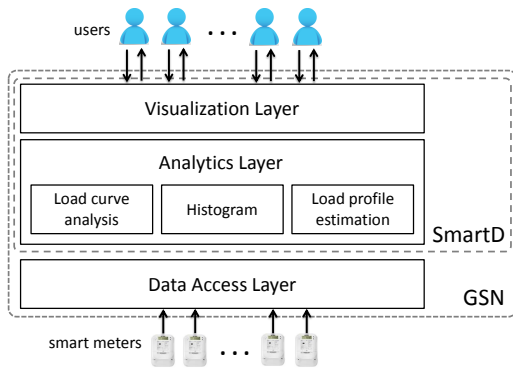 users
...
Visualization Layer
Analytics Layer
Load curve
analysis
Histogram
Load profile
estimation
SmartD
Data Access Layer
GSN
smart meters
...